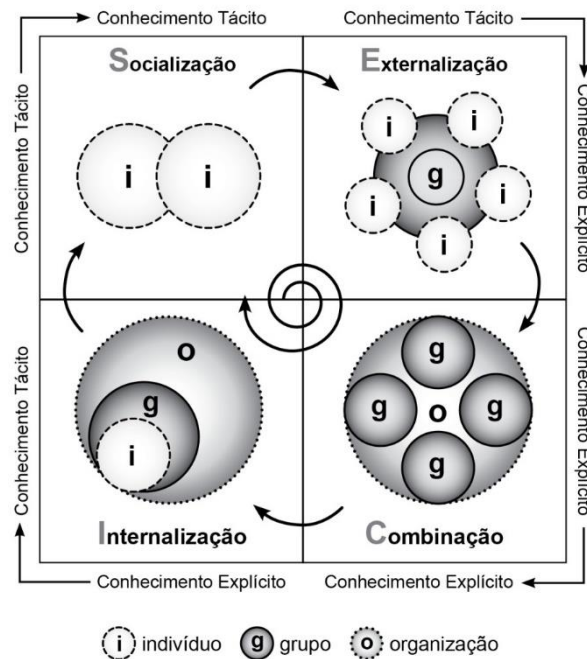 Conhecimento Tácito
Conhecimento Tácito
Conhecimento Tácito
Socialização
Externalização
Conhecimento Explícito
i
i
i
i
i
i
i
g
Conhecimento Tácito
o
g
i
Internalização
g
g
o
g
g
Combinação
Conhecimento Explícito
Conhecimento Explícito
Conhecimento Explícito
i indivíduo
g grupo
o organização